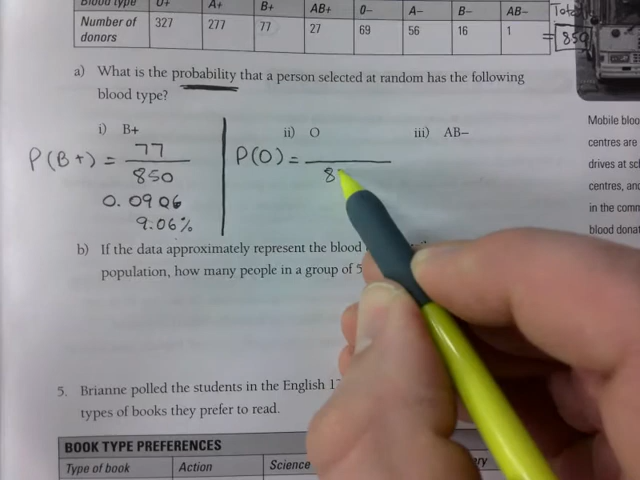 Blood type O+ A+ B+ AB+ O− A− B− AB− Total
Number of donors 327 277 77 27 69 56 16 1 = 850
a) What is the probability that a person selected at random has the following
blood type?
i) B+ ii) O iii) AB−
P(B+) = 77
850
0.0906
9.06%
P(O) =
8
b) If the data approximately represent the blood
population, how many people in a group of 5
5. Brianne polled the students in the English
types of books they prefer to read.
BOOK TYPE PREFERENCES
Type of book Action Science
Mobile bloo
centres are
drives at sc
centres, and
in the comm
blood donat